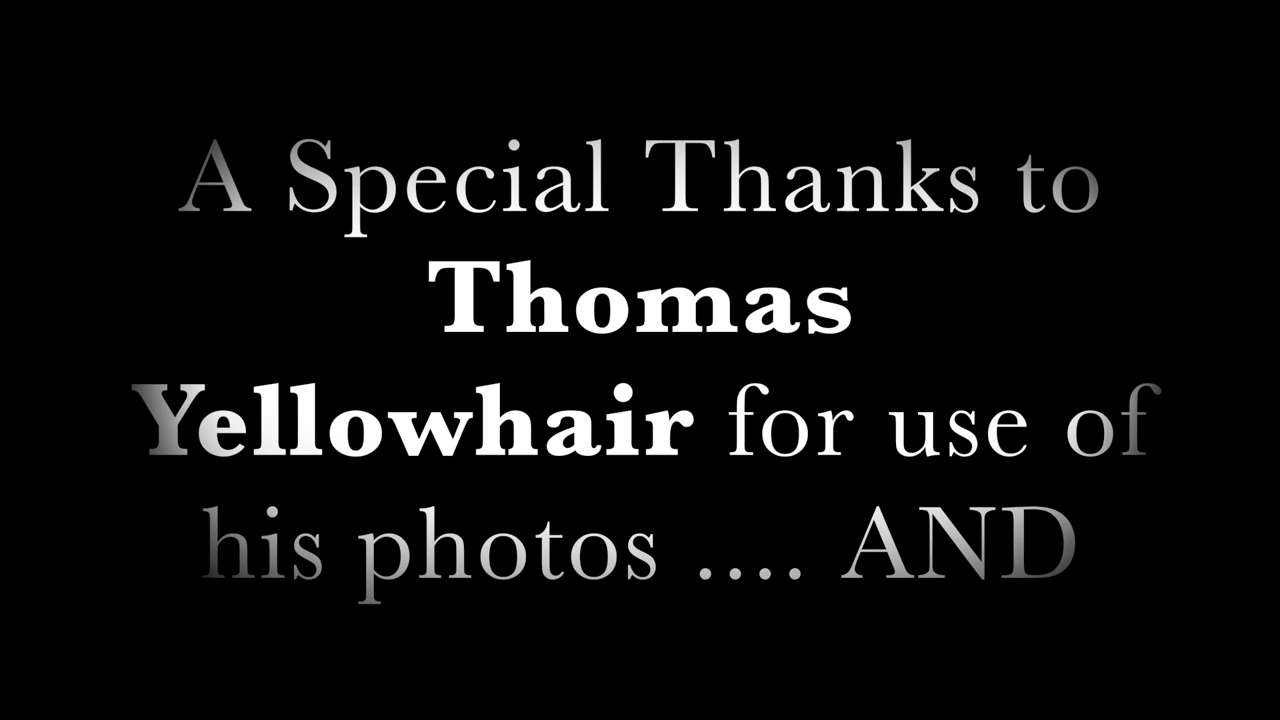 A Special Thanks to
Thomas
Yellowhair for use of
his photos .... AND